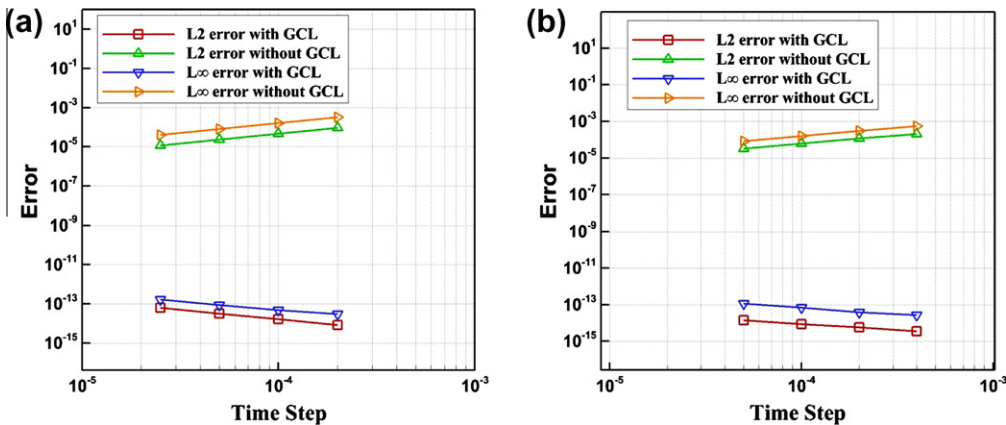 (a)
L2 error with GCL
L2 error without GCL
L∞ error with GCL
L∞ error without GCL
10^1
10^-1
10^-3
10^-5
10^-7
10^-9
10^-11
10^-13
10^-15
Error
10^-5
10^-4
10^-3
Time Step
(b)
L2 error with GCL
L2 error without GCL
L∞ error with GCL
L∞ error without GCL
10^1
10^-1
10^-3
10^-5
10^-7
10^-9
10^-11
10^-13
10^-15
Error
10^-5
10^-4
10^-3
Time Step